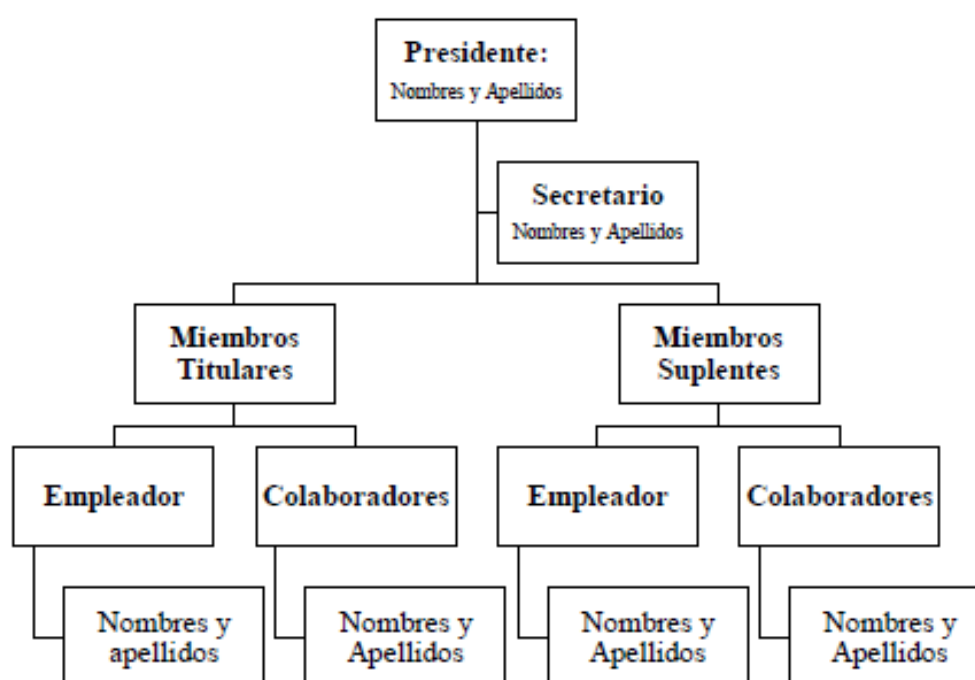 Presidente:
Nombres y Apellidos
Secretario
Nombres y Apellidos
Miembros
Titulares
Miembros
Suplentes
Empleador
Colaboradores
Empleador
Colaboradores
Nombres y
apellidos
Nombres y
Apellidos
Nombres y
Apellidos
Nombres y
Apellidos